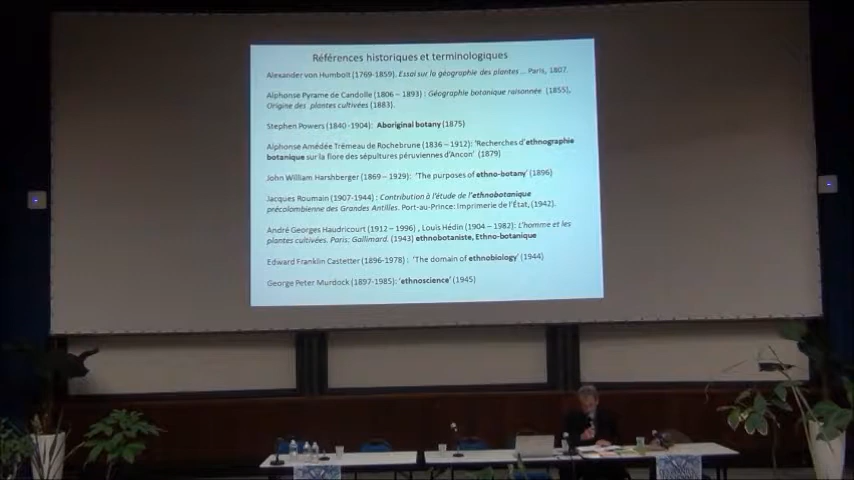 Références historiques et terminologiques
Alexander von Humbolt (1769-1859). Essai sur la géographie des plantes ... Paris, 1807.
Alphonse Pyrame de Candolle (1806 – 1893) : Géographie botanique raisonnée (1855),
Origine des plantes cultivées (1883).
Stephen Powers (1840 -1904): Aboriginal botany (1875)
Alphonse Amédée Trémeau de Rochebrune (1836 – 1912): 'Recherches d'ethnographie
botanique sur la flore des sépultures péruviennes d'Ancon' (1879)
John William Harshberger (1869 – 1929): 'The purposes of ethno-botany' (1896)
Jacques Roumain (1907-1944) : Contribution à l'étude de l'ethnobotanique
précolombienne des Grandes Antilles. Port-au-Prince: Imprimerie de l'État, (1942).
André Georges Haudricourt (1912 – 1996) , Louis Hédin (1904 – 1982): L'homme et les
plantes cultivées. Paris: Gallimard. (1943) ethnobotaniste, Ethno-botanique
Edward Franklin Castetter (1896-1978) : 'The domain of ethnobiology' (1944)
George Peter Murdock (1897-1985): 'ethnoscience' (1945)